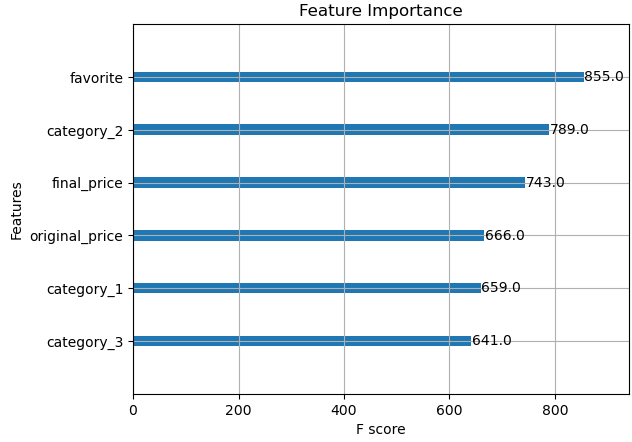 Feature Importance
favorite 855.0
category_2 789.0
final_price 743.0
original_price 666.0
category_1 659.0
category_3 641.0
Features
0 200 400 600 800
F score